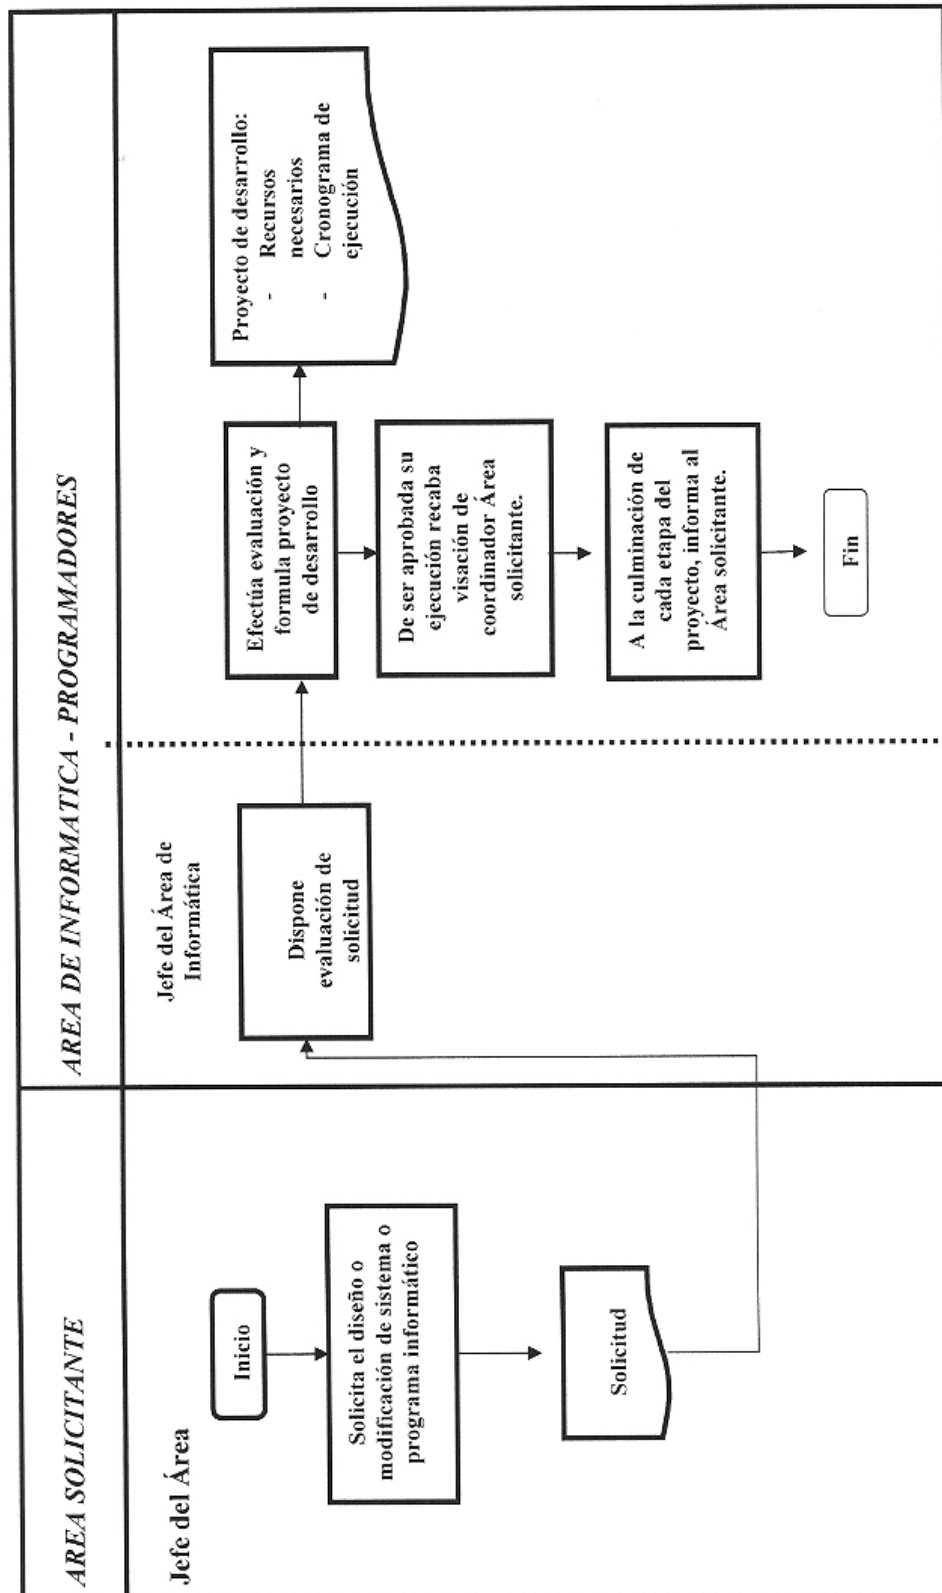 AREA SOLICITANTE
AREA DE INFORMATICA - PROGRAMADORES
Jefe del Área
Inicio
Solicita el diseño o
modificación de sistema o
programa informático
Solicitud
Jefe del Área de
Informática
Dispone
evaluación de
solicitud
Efectúa evaluación y
formula proyecto
de desarrollo
De ser aprobada su
ejecución recaba
visación de
coordinador Área
solicitante.
A la culminación de
cada etapa del
proyecto, informa al
Área solicitante.
Fin
Proyecto de desarrollo:
- Recursos
necesarios
- Cronograma de
ejecución